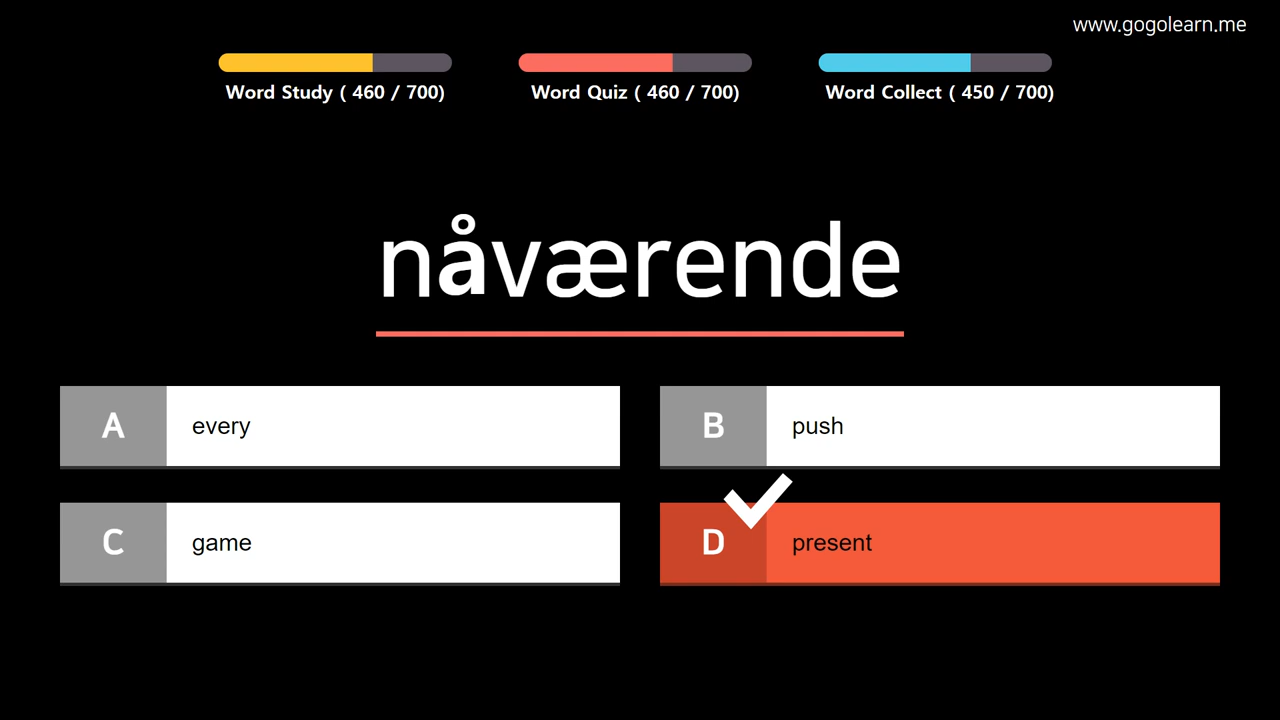 www.gogolearn.me
Word Study ( 460 / 700)
Word Quiz ( 460 / 700)
Word Collect ( 450 / 700)
nåværende
A every
B push
C game
D present